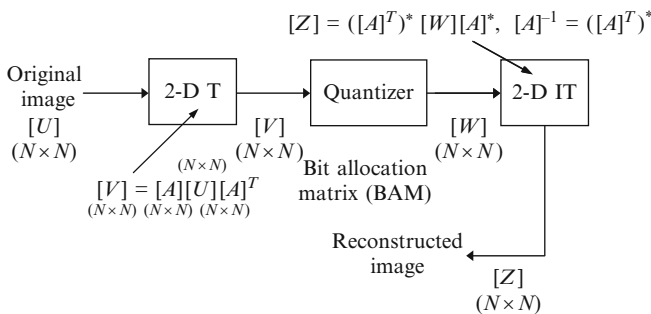 [Z] = ([A]^T)^* [W][A]^*, [A]^{-1} = ([A]^T)^*
Original
image
[U]
(N × N)
2-D T
[V]
(N × N)
Quantizer
[W]
(N × N)
2-D IT
(N × N)
[V] = [A][U][A]^T
(N × N) (N × N) (N × N)
Bit allocation
matrix (BAM)
Reconstructed
image
[Z]
(N × N)